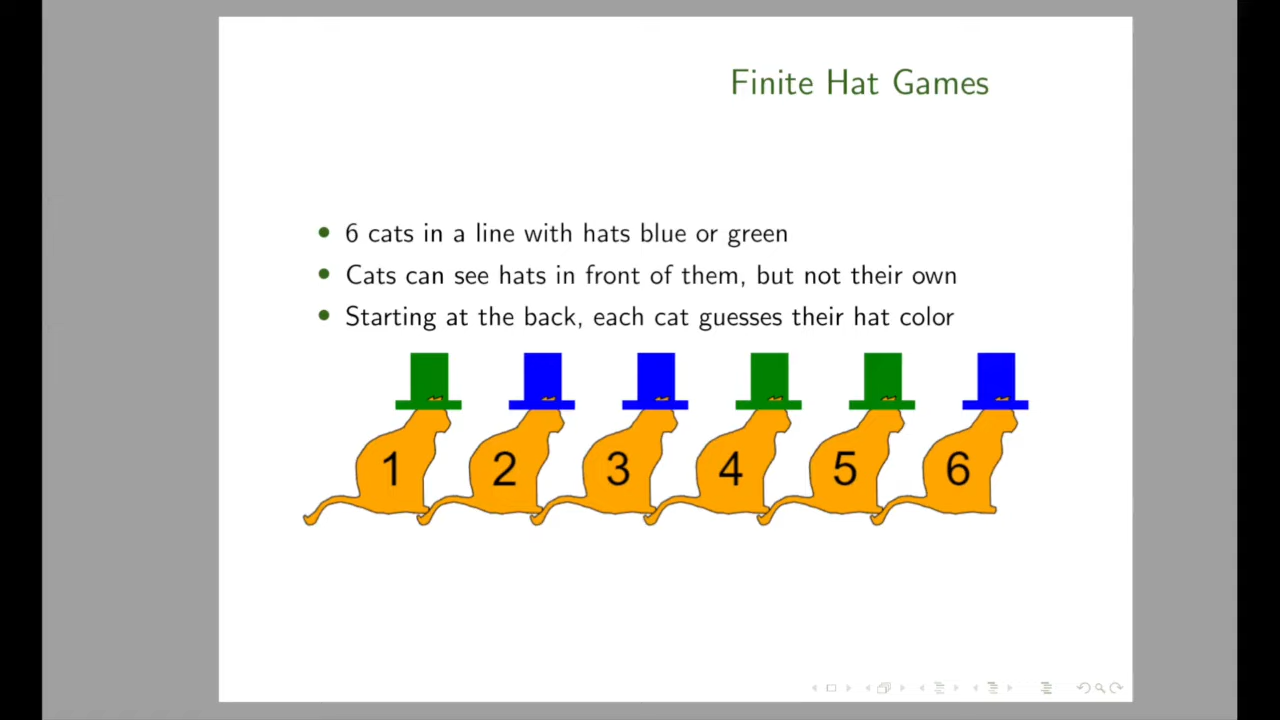 Finite Hat Games
• 6 cats in a line with hats blue or green
• Cats can see hats in front of them, but not their own
• Starting at the back, each cat guesses their hat color
1 2 3 4 5 6